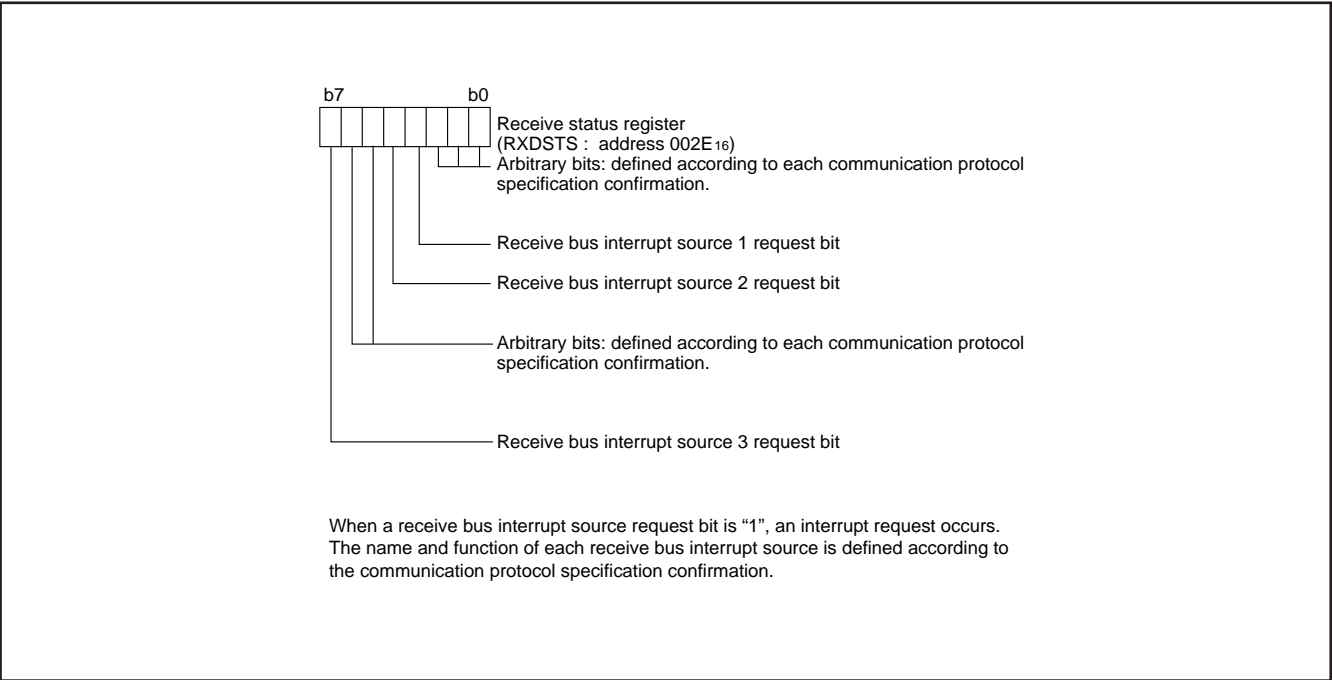 b7 b0
Receive status register
(RXDSTS : address 002E16)
Arbitrary bits: defined according to each communication protocol
specification confirmation.
Receive bus interrupt source 1 request bit
Receive bus interrupt source 2 request bit
Arbitrary bits: defined according to each communication protocol
specification confirmation.
Receive bus interrupt source 3 request bit
When a receive bus interrupt source request bit is “1”, an interrupt request occurs.
The name and function of each receive bus interrupt source is defined according to
the communication protocol specification confirmation.